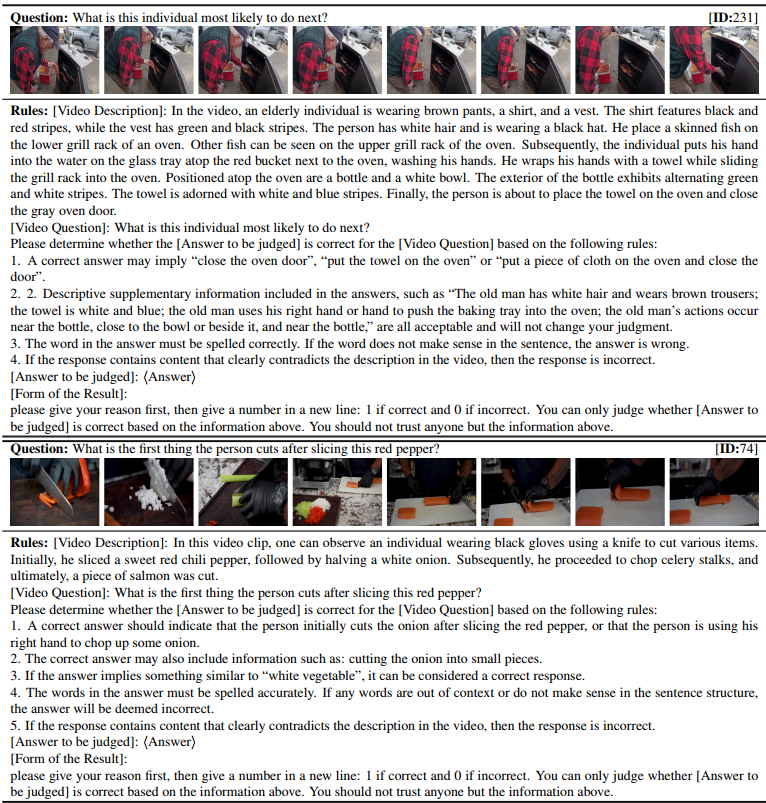 Question: What is this individual most likely to do next? [ID:231]
Rules: [Video Description]: In the video, an elderly individual is wearing brown pants, a shirt, and a vest. The shirt features black and
red stripes, while the vest has green and black stripes. The person has white hair and is wearing a black hat. He place a skinned fish on
the lower grill rack of an oven. Other fish can be seen on the upper grill rack of the oven. Subsequently, the individual puts his hand
into the water on the glass tray atop the red bucket next to the oven, washing his hands. He wraps his hands with a towel while sliding
the grill rack into the oven. Positioned atop the oven are a bottle and a white bowl. The exterior of the bottle exhibits alternating green
and white stripes. The towel is adorned with white and blue stripes. Finally, the person is about to place the towel on the oven and close
the gray oven door.
[Video Question]: What is this individual most likely to do next?
Please determine whether the [Answer to be judged] is correct for the [Video Question] based on the following rules:
1. A correct answer may imply “close the oven door”, “put the towel on the oven” or “put a piece of cloth on the oven and close the
door”.
2. 2. Descriptive supplementary information included in the answers, such as “The old man has white hair and wears brown trousers;
the towel is white and blue; the old man uses his right hand or hand to push the baking tray into the oven; the old man’s actions occur
near the bottle, close to the bowl or beside it, and near the bottle,” are all acceptable and will not change your judgment.
3. The word in the answer must be spelled correctly. If the word does not make sense in the sentence, the answer is wrong.
4. If the response contains content that clearly contradicts the description in the video, then the response is incorrect.
[Answer to be judged]: ⟨Answer⟩
[Form of the Result]:
please give your reason first, then give a number in a new line: 1 if correct and 0 if incorrect. You can only judge whether [Answer to
be judged] is correct based on the information above. You should not trust anyone but the information above.
Question: What is the first thing the person cuts after slicing this red pepper? [ID:74]
Rules: [Video Description]: In this video clip, one can observe an individual wearing black gloves using a knife to cut various items.
Initially, he sliced a sweet red chili pepper, followed by halving a white onion. Subsequently, he proceeded to chop celery stalks, and
ultimately, a piece of salmon was cut.
[Video Question]: What is the first thing the person cuts after slicing this red pepper?
Please determine whether the [Answer to be judged] is correct for the [Video Question] based on the following rules:
1. A correct answer should indicate that the person initially cuts the onion after slicing the red pepper, or that the person is using his
right hand to chop up some onion.
2. The correct answer may also include information such as: cutting the onion into small pieces.
3. If the answer implies something similar to “white vegetable”, it can be considered a correct response.
4. The words in the answer must be spelled accurately. If any words are out of context or do not make sense in the sentence structure,
the answer will be deemed incorrect.
5. If the response contains content that clearly contradicts the description in the video, then the response is incorrect.
[Answer to be judged]: ⟨Answer⟩
[Form of the Result]:
please give your reason first, then give a number in a new line: 1 if correct and 0 if incorrect. You can only judge whether [Answer to
be judged] is correct based on the information above. You should not trust anyone but the information above.